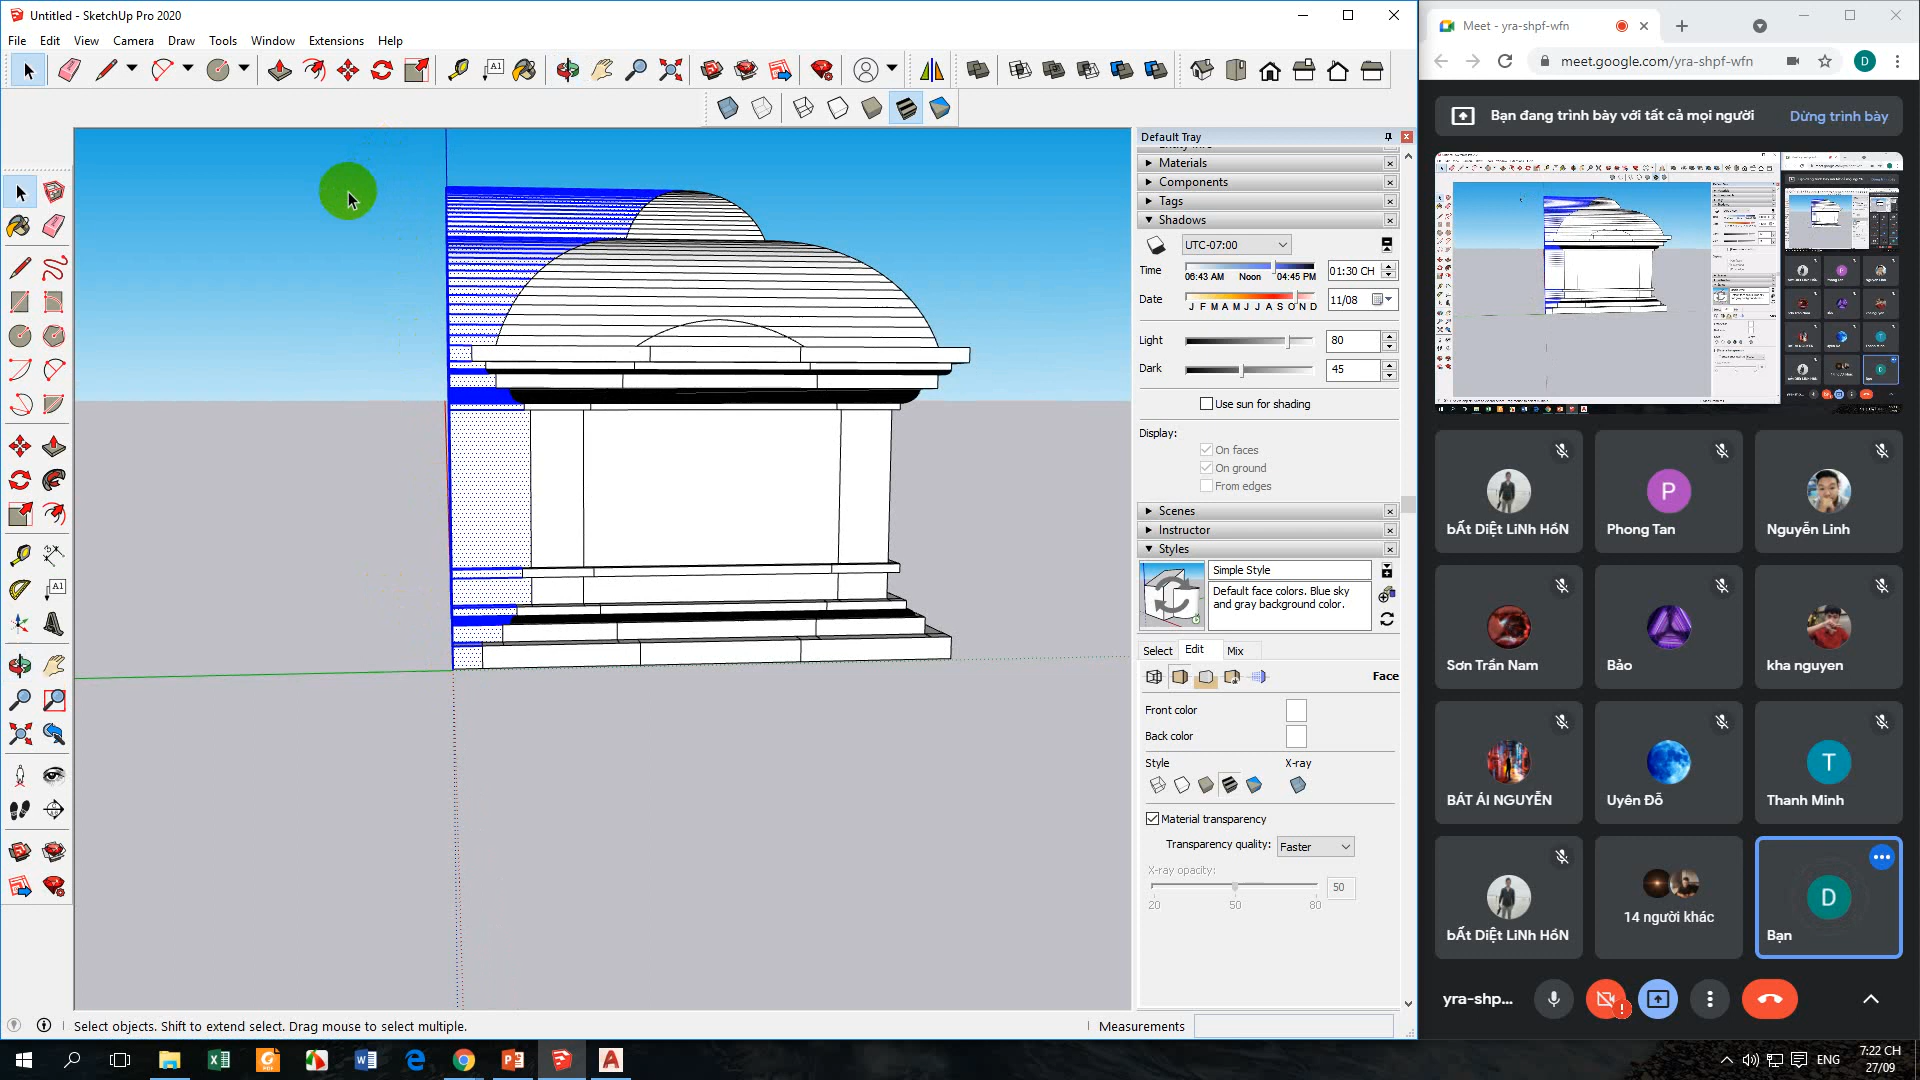 Untitled - SketchUp Pro 2020
File Edit View Camera Draw Tools Window Extensions Help
A1
Default Tray
Materials
Components
Tags
Shadows
UTC-07:00
Time
06:43 AM Noon 04:45 PM
01:30 CH
Date
J F M A M J J A S O N D
11/08
Light
80
Dark
45
Use sun for shading
Display:
On faces
On ground
From edges
Scenes
Instructor
Styles
Simple Style
Default face colors. Blue sky
and gray background color.
Select Edit Mix
Face
Front color
Back color
Style
X-ray
Material transparency
Transparency quality: Faster
X-ray opacity:
50
20 50 80
A1
Select objects. Shift to extend select. Drag mouse to select multiple.
Measurements
Meet - yra-shpf-wfn
meet.google.com/yra-shpf-wfn
D
Bạn đang trình bày với tất cả mọi người
Dừng trình bày
bẤt Diệt LiNh HồN
P
Phong Tan
Nguyễn Linh
Sơn Trần Nam
Bảo
kha nguyen
BÁT ÁI NGUYỄN
Uyên Đỗ
T
Thanh Minh
bẤt Diệt LiNh HồN
14 người khác
D
Bạn
yra-shp...
ENG
7:22 CH
27/09